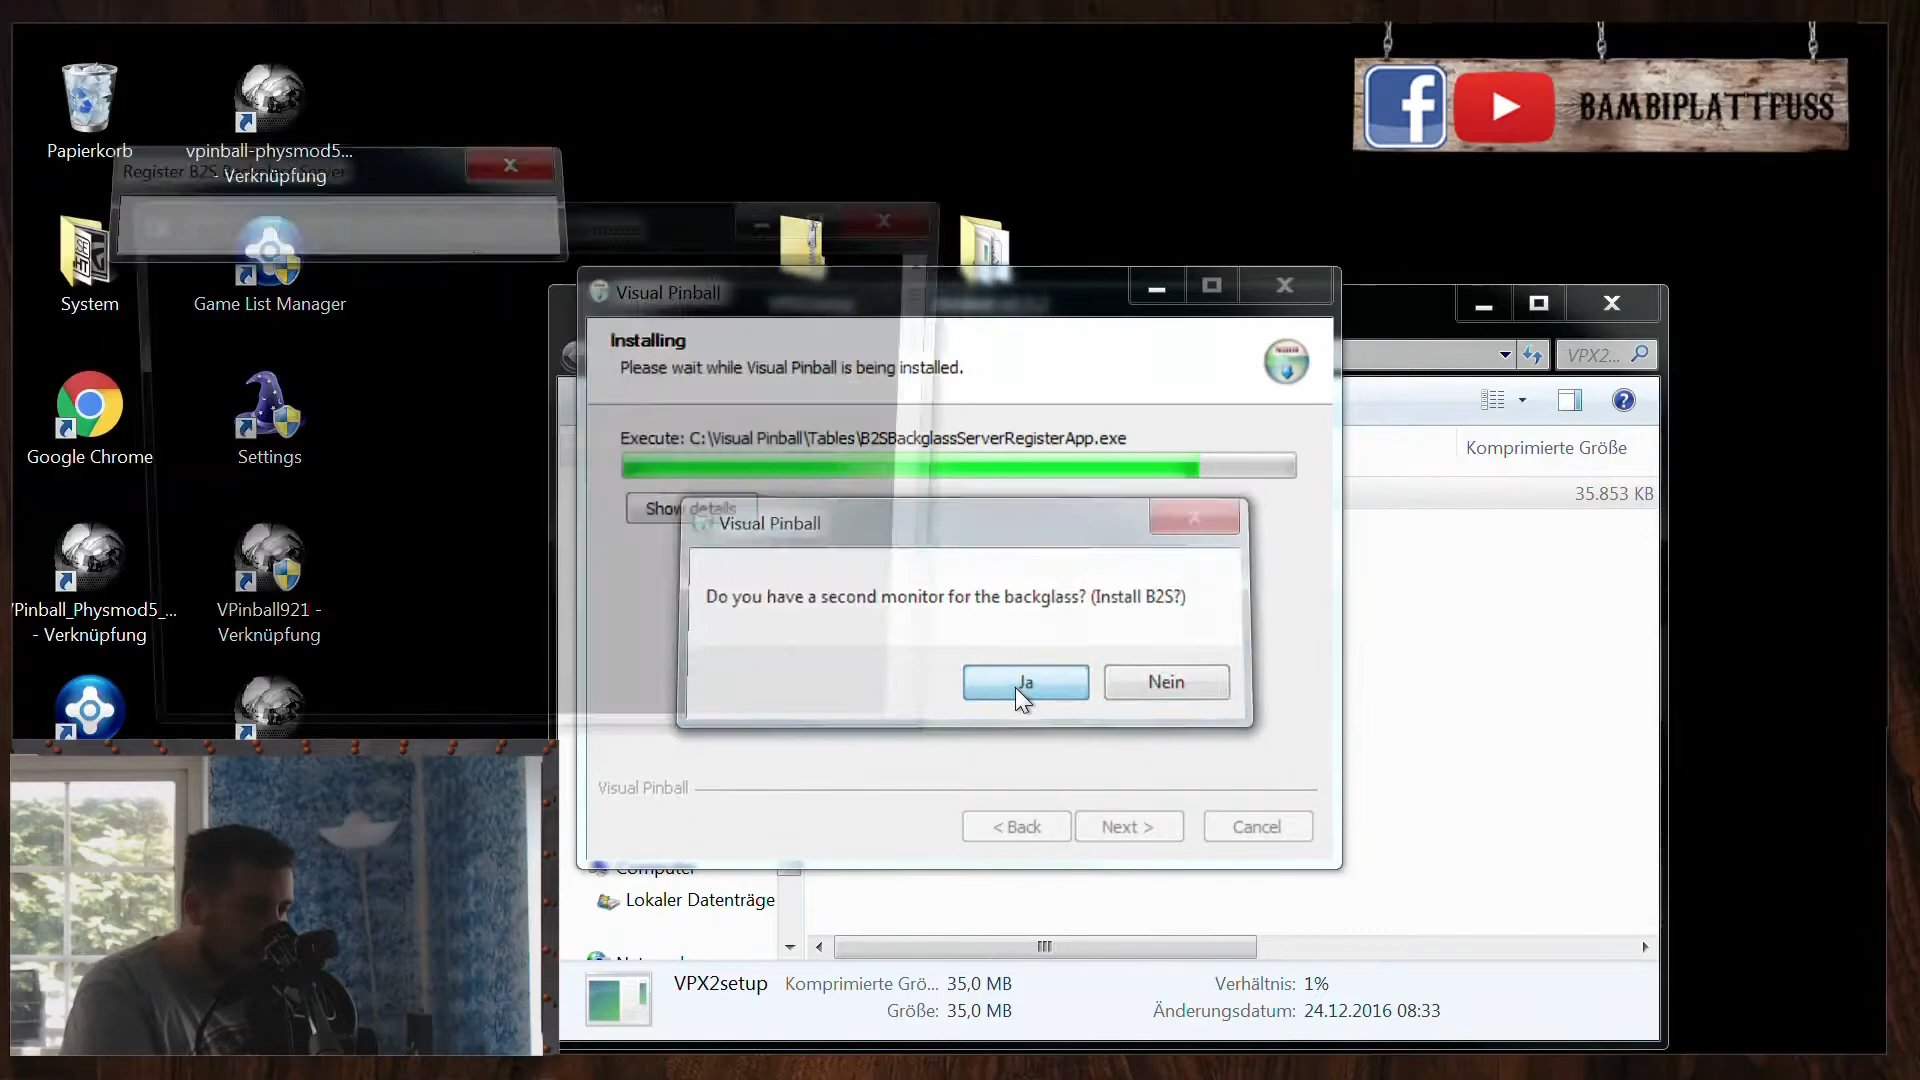 BAMBIPLATTFUSS
Papierkorb
vpinball-physmod5...
- Verknüpfung
Register B2S
System
Game List Manager
Google Chrome
Settings
VPinball_Physmod5_...
- Verknüpfung
VPinball921 -
Verknüpfung
Visual Pinball
Installing
Please wait while Visual Pinball is being installed.
Execute: C:\Visual Pinball\Tables\B2SBackglassServerRegisterApp.exe
Show details
Visual Pinball
Do you have a second monitor for the backglass? (Install B2S?)
Ja
Nein
Visual Pinball
< Back
Next >
Cancel
VPX2...
Komprimierte Größe
35.853 KB
Computer
Lokaler Datenträge
VPX2setup
Komprimierte Grö... 35,0 MB
Größe: 35,0 MB
Verhältnis: 1%
Änderungsdatum: 24.12.2016 08:33